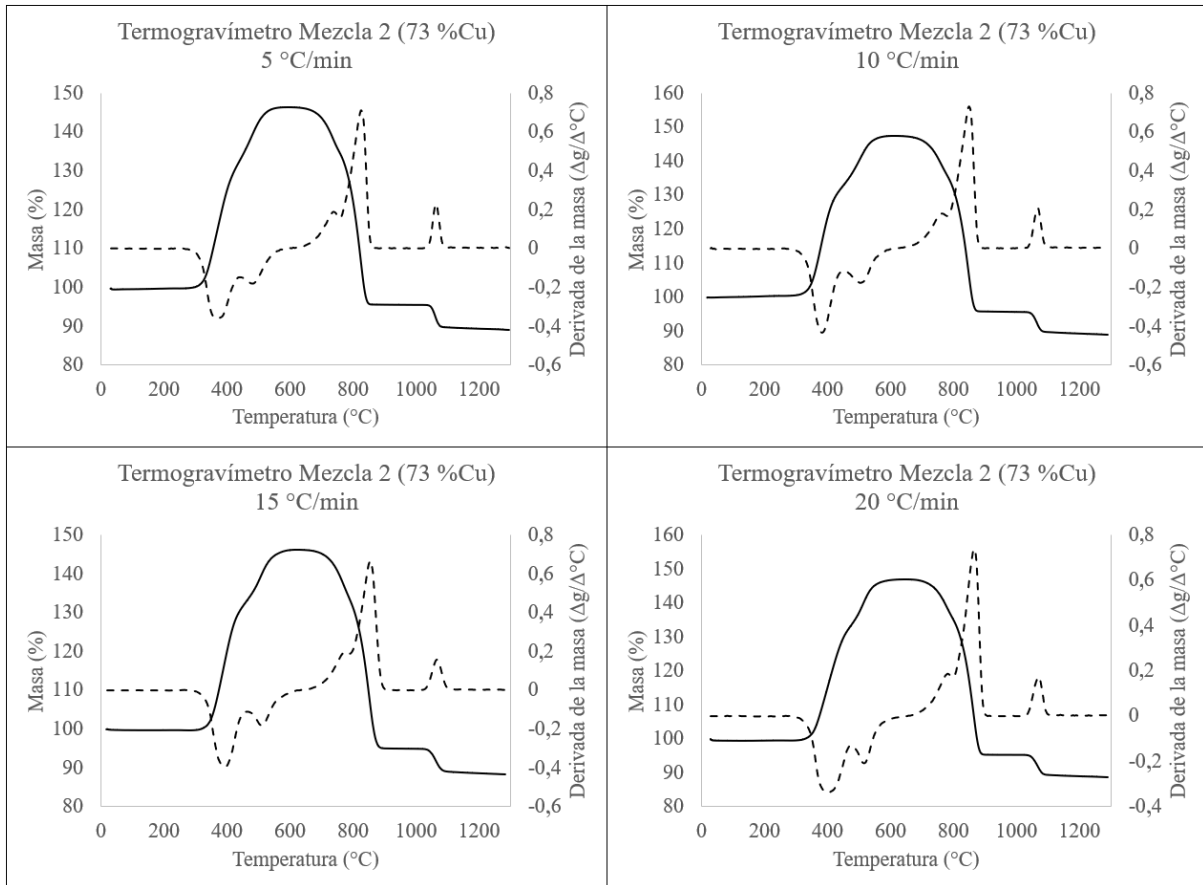 Termogravímetro Mezcla 2 (73 %Cu)
5 °C/min
150
140
130
120
110
100
90
80
Masa (%)
0,8
0,6
0,4
0,2
0
-0,2
-0,4
-0,6
Derivada de la masa (Δg/Δ°C)
0 200 400 600 800 1000 1200
Temperatura (°C)
Termogravímetro Mezcla 2 (73 %Cu)
10 °C/min
160
150
140
130
120
110
100
90
80
Masa (%)
0,8
0,6
0,4
0,2
0
-0,2
-0,4
-0,6
Derivada de la masa (Δg/Δ°C)
0 200 400 600 800 1000 1200
Temperatura (°C)
Termogravímetro Mezcla 2 (73 %Cu)
15 °C/min
150
140
130
120
110
100
90
80
Masa (%)
0,8
0,6
0,4
0,2
0
-0,2
-0,4
-0,6
Derivada de la masa (Δg/Δ°C)
0 200 400 600 800 1000 1200
Temperatura (°C)
Termogravímetro Mezcla 2 (73 %Cu)
20 °C/min
160
150
140
130
120
110
100
90
80
Masa (%)
0,8
0,6
0,4
0,2
0
-0,2
-0,4
Derivada de la masa (Δg/Δ°C)
0 200 400 600 800 1000 1200
Temperatura (°C)